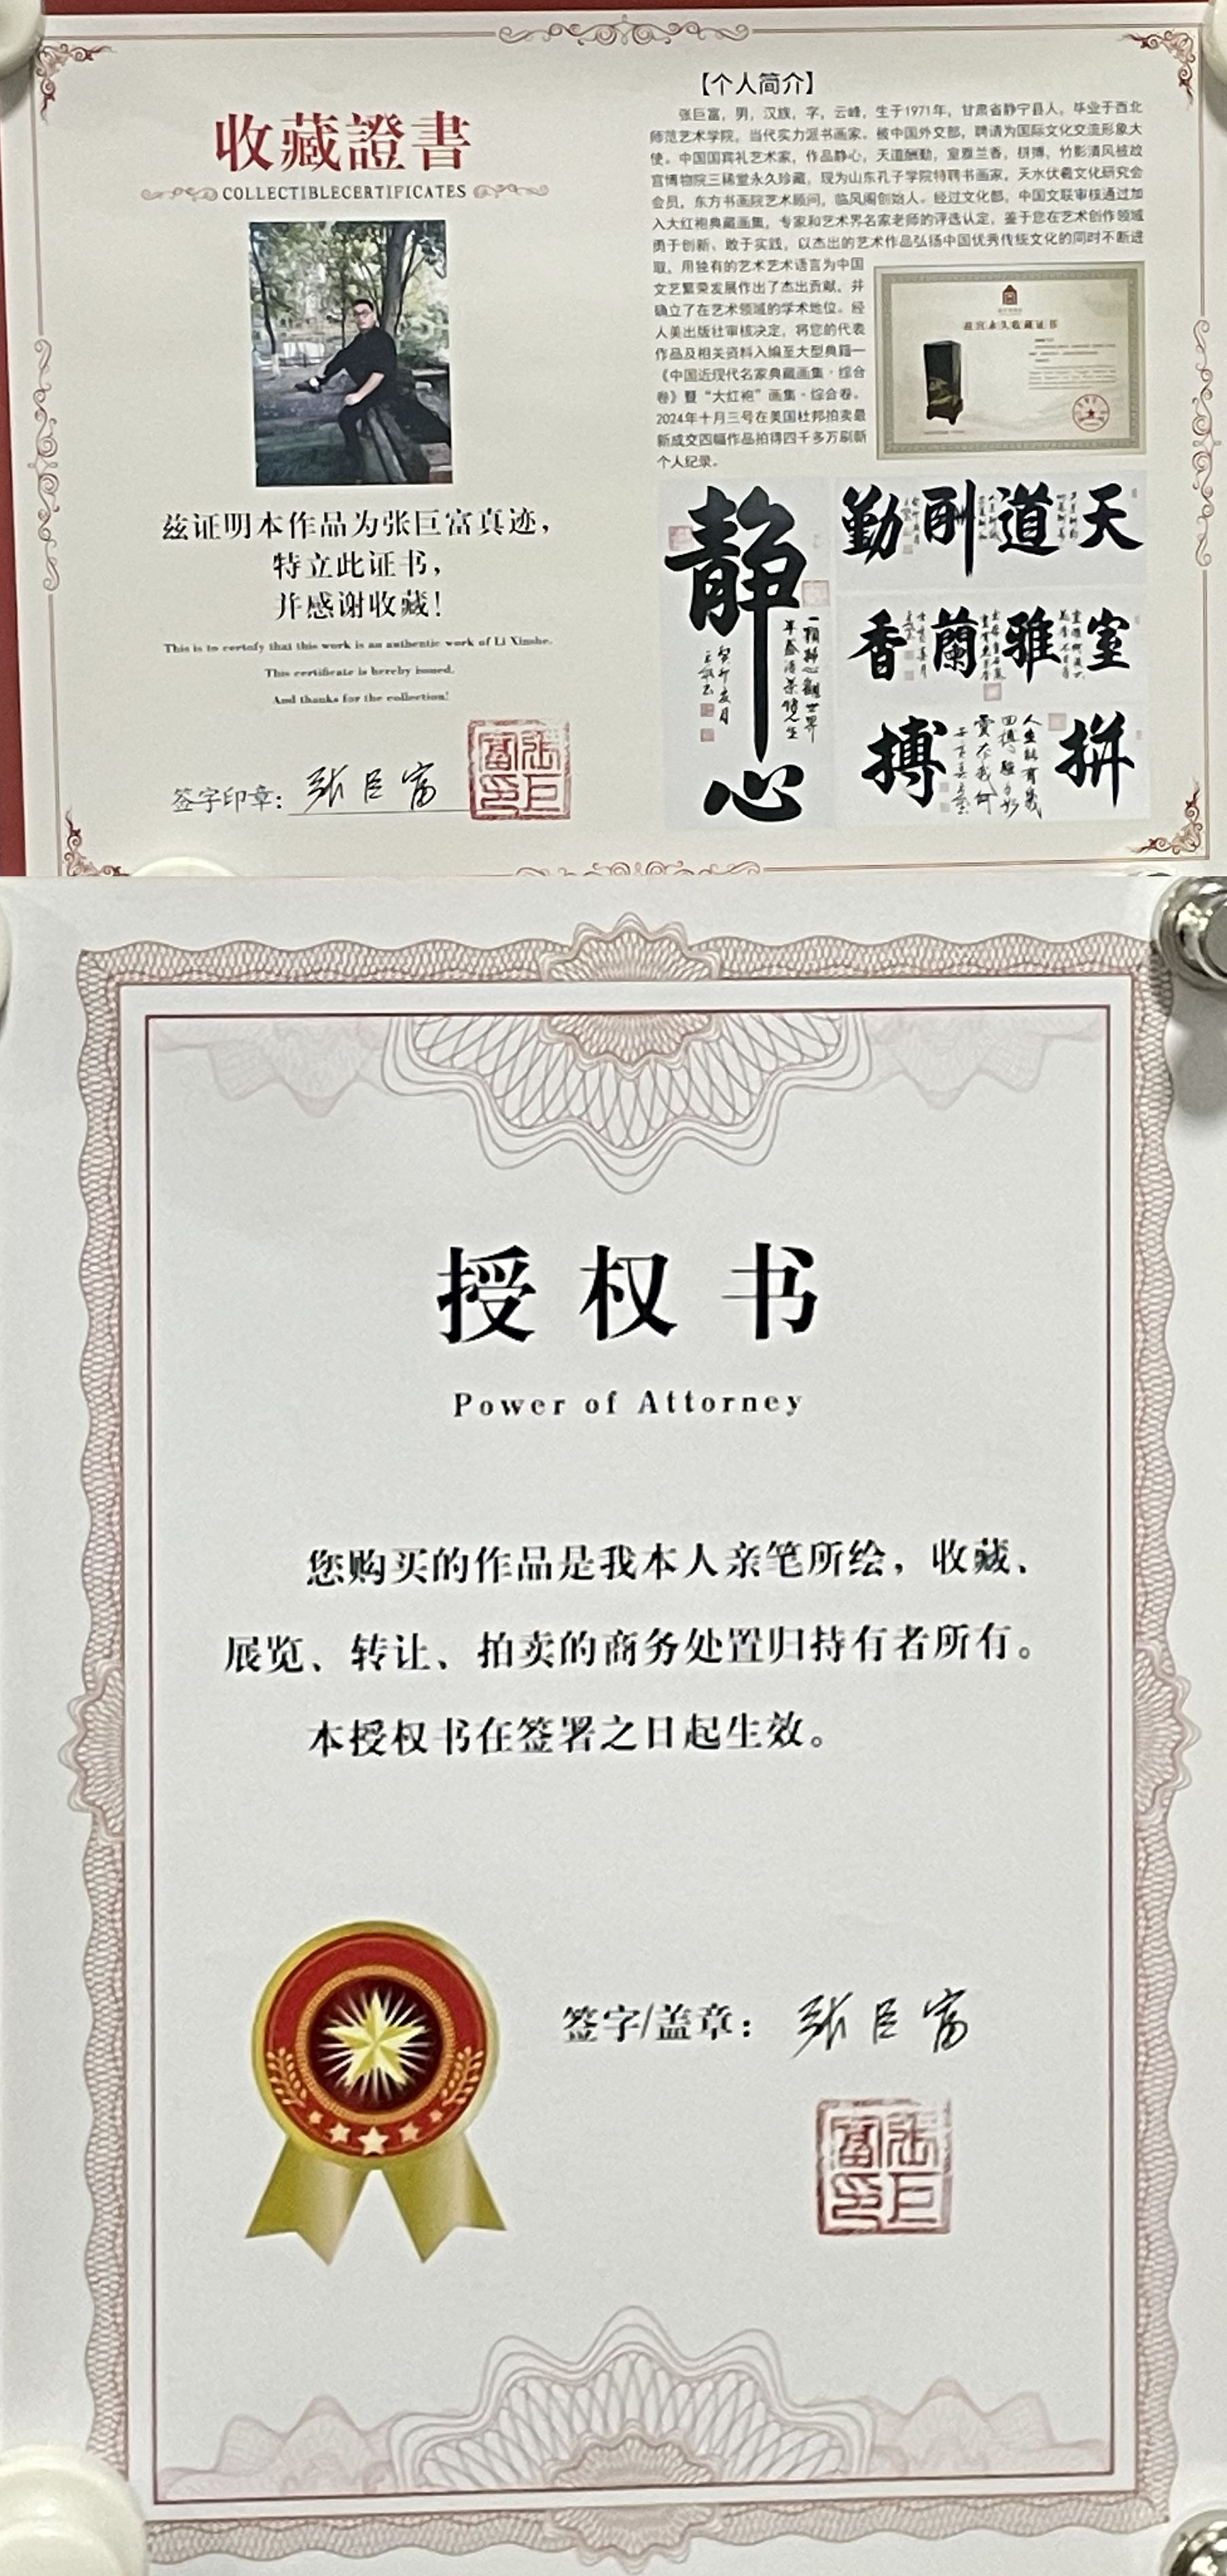 收藏證書
COLLECTIBLECERTIFICATES
兹证明本作品为张巨富真迹，
特立此证书，
并感谢收藏！
This is to certofy that this work is an authentic work of Li Xinshe.
This certificate is hereby issued.
And thanks for the collection!
签字印章：张巨富
【个人简介】
张巨富，男，汉族，字，云峰，生于1971年，甘肃省静宁县人，毕业于西北
师范艺术学院，当代实力派书画家。被中国外交部，聘请为国际文化交流形象大
使。中国国宾礼艺术家，作品静心，天道酬勤，室雅兰香，拼搏，竹影清风被故
宫博物院三稀堂永久珍藏，现为山东孔子学院特聘书画家，天水伏羲文化研究会
会员，东方书画院艺术顾问，临风阁创始人。经过文化部，中国文联审核通过加
入大红袍典藏画集，专家和艺术界名家老师的评选认定，鉴于您在艺术创作领域
勇于创新、敢于实践，以杰出的艺术作品弘扬中国优秀传统文化的同时不断进
取，用独有的艺术艺术语言为中国
文艺繁荣发展作出了杰出贡献，并
确立了在艺术领域的学术地位。经
人美出版社审核决定，将您的代表
作品及相关资料入编至大型典籍—
《中国近现代名家典藏画集·综合
卷》暨“大红袍”画集·综合卷。
2024年十月三号在美国杜邦拍卖最
新成交四幅作品拍得四千多万刷新
个人纪录。
故宫永久收藏证书
静心
天道酬勤
室雅蘭香
拼搏
授权书
Power of Attorney
您购买的作品是我本人亲笔所绘，收藏、
展览、转让、拍卖的商务处置归持有者所有。
本授权书在签署之日起生效。
签字/盖章：张巨富
张巨富印